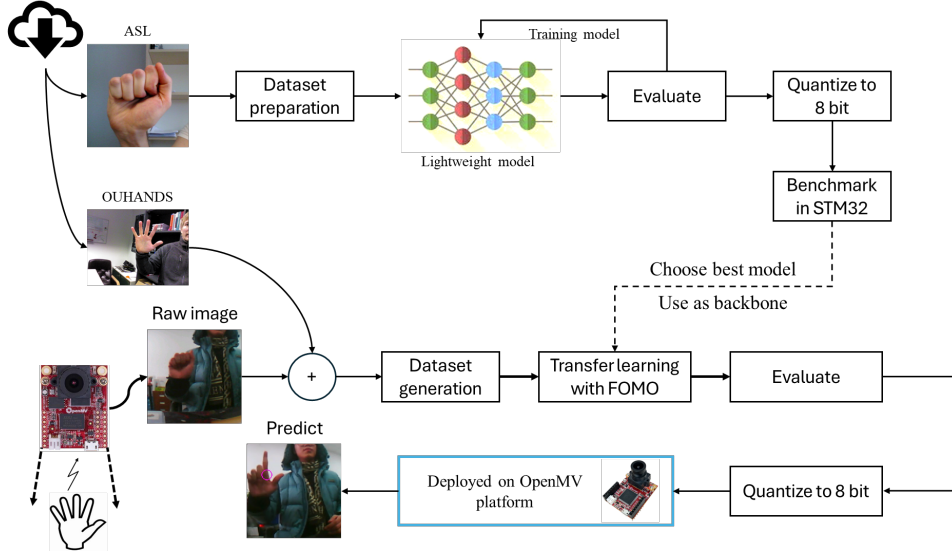 ASL
Training model
Dataset
preparation
Evaluate
Quantize to
8 bit
Lightweight model
Benchmark
in STM32
OUHANDS
Choose best model
Use as backbone
Raw image
+
Dataset
generation
Transfer learning
with FOMO
Evaluate
OpenMV
Predict
Deployed on OpenMV
platform
Quantize to 8 bit